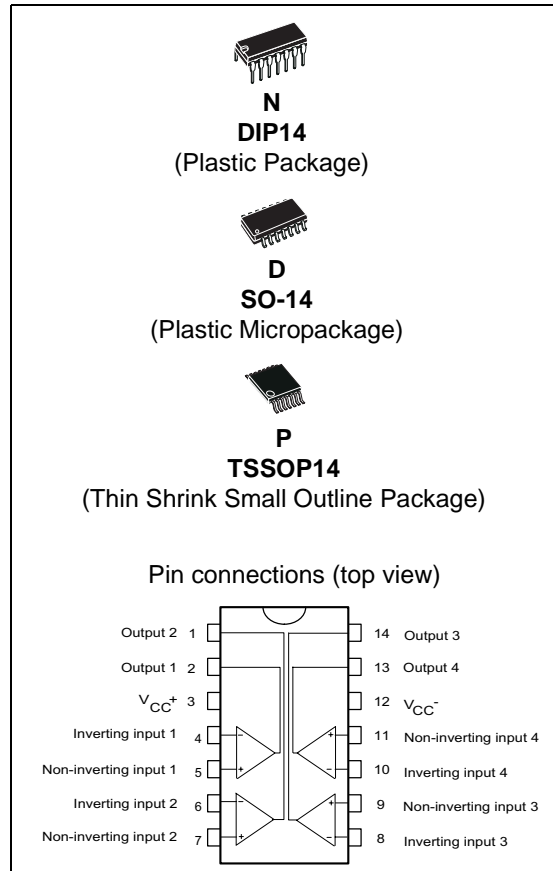 N
DIP14
(Plastic Package)
D
SO-14
(Plastic Micropackage)
P
TSSOP14
(Thin Shrink Small Outline Package)
Pin connections (top view)
Output 2 1
Output 1 2
VCC+ 3
Inverting input 1 4
Non-inverting input 1 5
Inverting input 2 6
Non-inverting input 2 7
14 Output 3
13 Output 4
12 VCC-
11 Non-inverting input 4
10 Inverting input 4
9 Non-inverting input 3
8 Inverting input 3